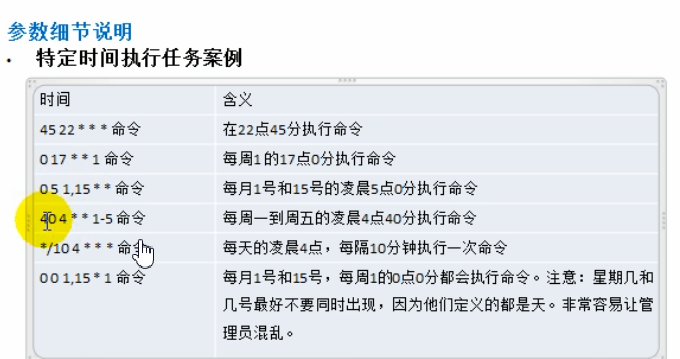 参数细节说明
· 特定时间执行任务案例
时间 含义
45 22 * * * 命令 在22点45分执行命令
0 17 * * 1 命令 每周1 的17点0分执行命令
0 5 1,15 * * 命令 每月1号和15号的凌晨5点0分执行命令
40 4 * * 1-5 命令 每周一到周五的凌晨4点40分执行命令
*/10 4 * * * 命令 每天的凌晨4点，每隔10分钟执行一次命令
0 0 1,15 * 1 命令 每月1号和15号，每周1的0点0分都会执行命令。注意：星期几和
几号最好不要同时出现，因为他们定义的都是天。非常容易让管
理员混乱。